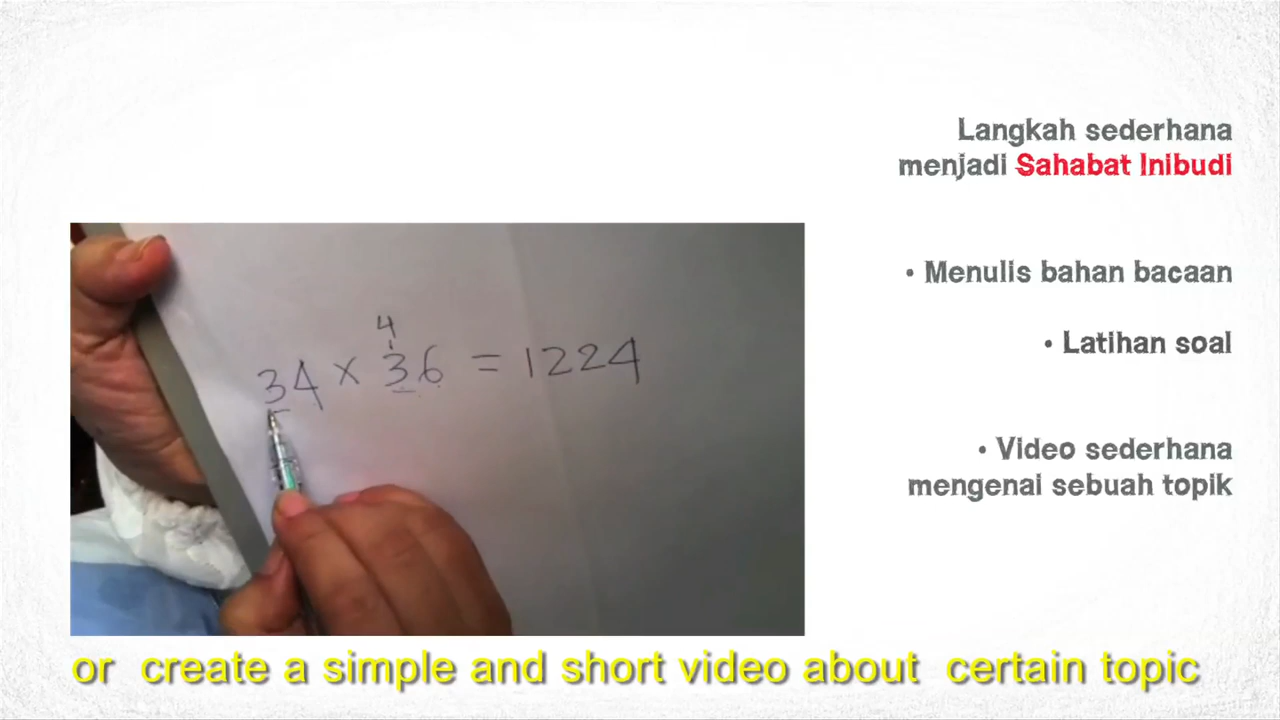 Langkah sederhana
menjadi Sahabat Inibudi
• Menulis bahan bacaan
• Latihan soal
• Video sederhana
mengenai sebuah topik
4
34 x 36 = 1224
or create a simple and short video about certain topic